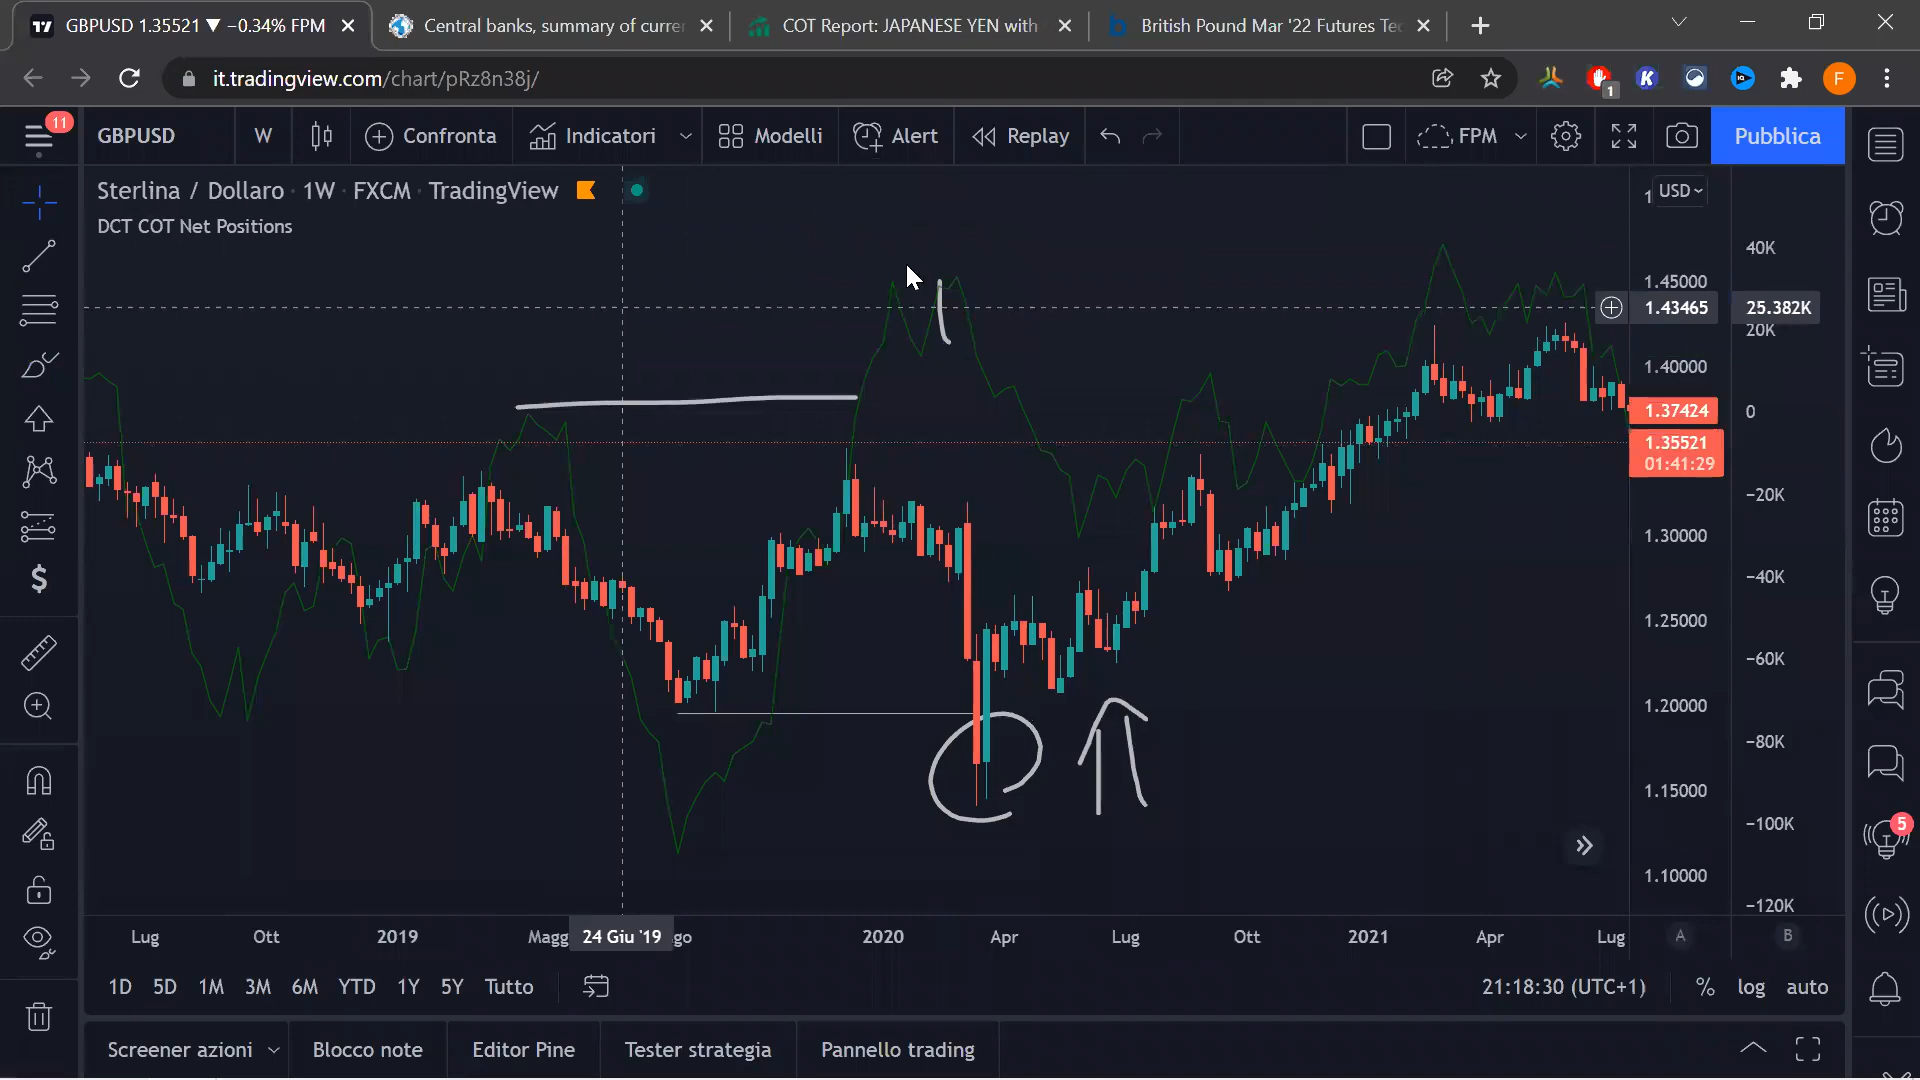 GBPUSD 1.35521 ▼ −0.34% FPM
Central banks, summary of currer
COT Report: JAPANESE YEN with
British Pound Mar '22 Futures Tec
it.tradingview.com/chart/pRz8n38j/
1
F
11
GBPUSD
W
Confronta
Indicatori
Modelli
Alert
Replay
FPM
Pubblica
Sterlina / Dollaro · 1W · FXCM · TradingView
DCT COT Net Positions
USD
40K
1.45000
1.43465
25.382K
20K
1.40000
1.37424
0
1.35521
01:41:29
−20K
1.30000
−40K
1.25000
−60K
1.20000
−80K
1.15000
−100K
5
1.10000
−120K
Lug
Ott
2019
Magg
24 Giu '19
go
2020
Apr
Lug
Ott
2021
Apr
Lug
A
B
1D 5D 1M 3M 6M YTD 1Y 5Y Tutto
21:18:30 (UTC+1)
%
log
auto
Screener azioni
Blocco note
Editor Pine
Tester strategia
Pannello trading